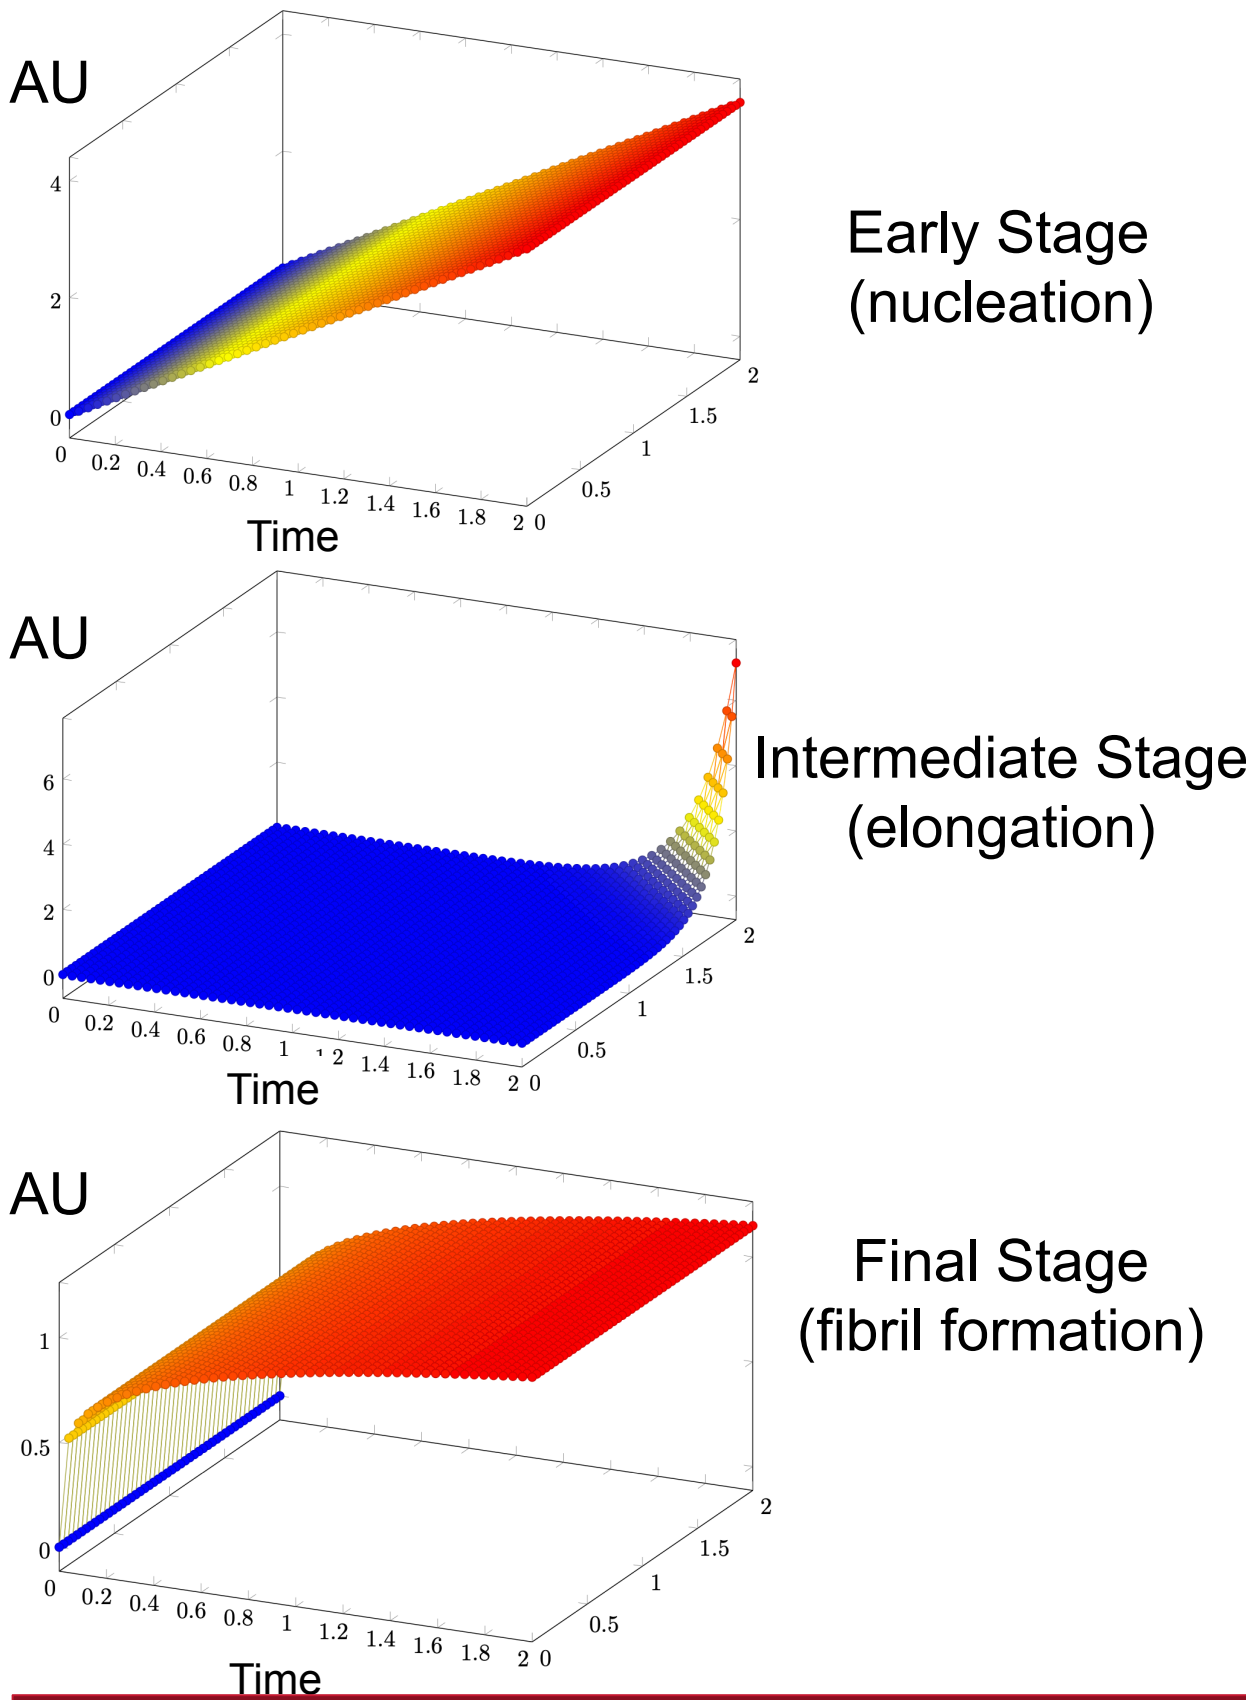 AU
4
2
0
0 0.2 0.4 0.6 0.8 1 1.2 1.4 1.6 1.8 2
0 0.5 1 1.5 2
Time
Early Stage
(nucleation)
AU
6
4
2
0
0 0.2 0.4 0.6 0.8 1 1.2 1.4 1.6 1.8 2
0 0.5 1 1.5 2
Time
Intermediate Stage
(elongation)
AU
1
0.5
0
0 0.2 0.4 0.6 0.8 1 1.2 1.4 1.6 1.8 2
0 0.5 1 1.5 2
Time
Final Stage
(fibril formation)